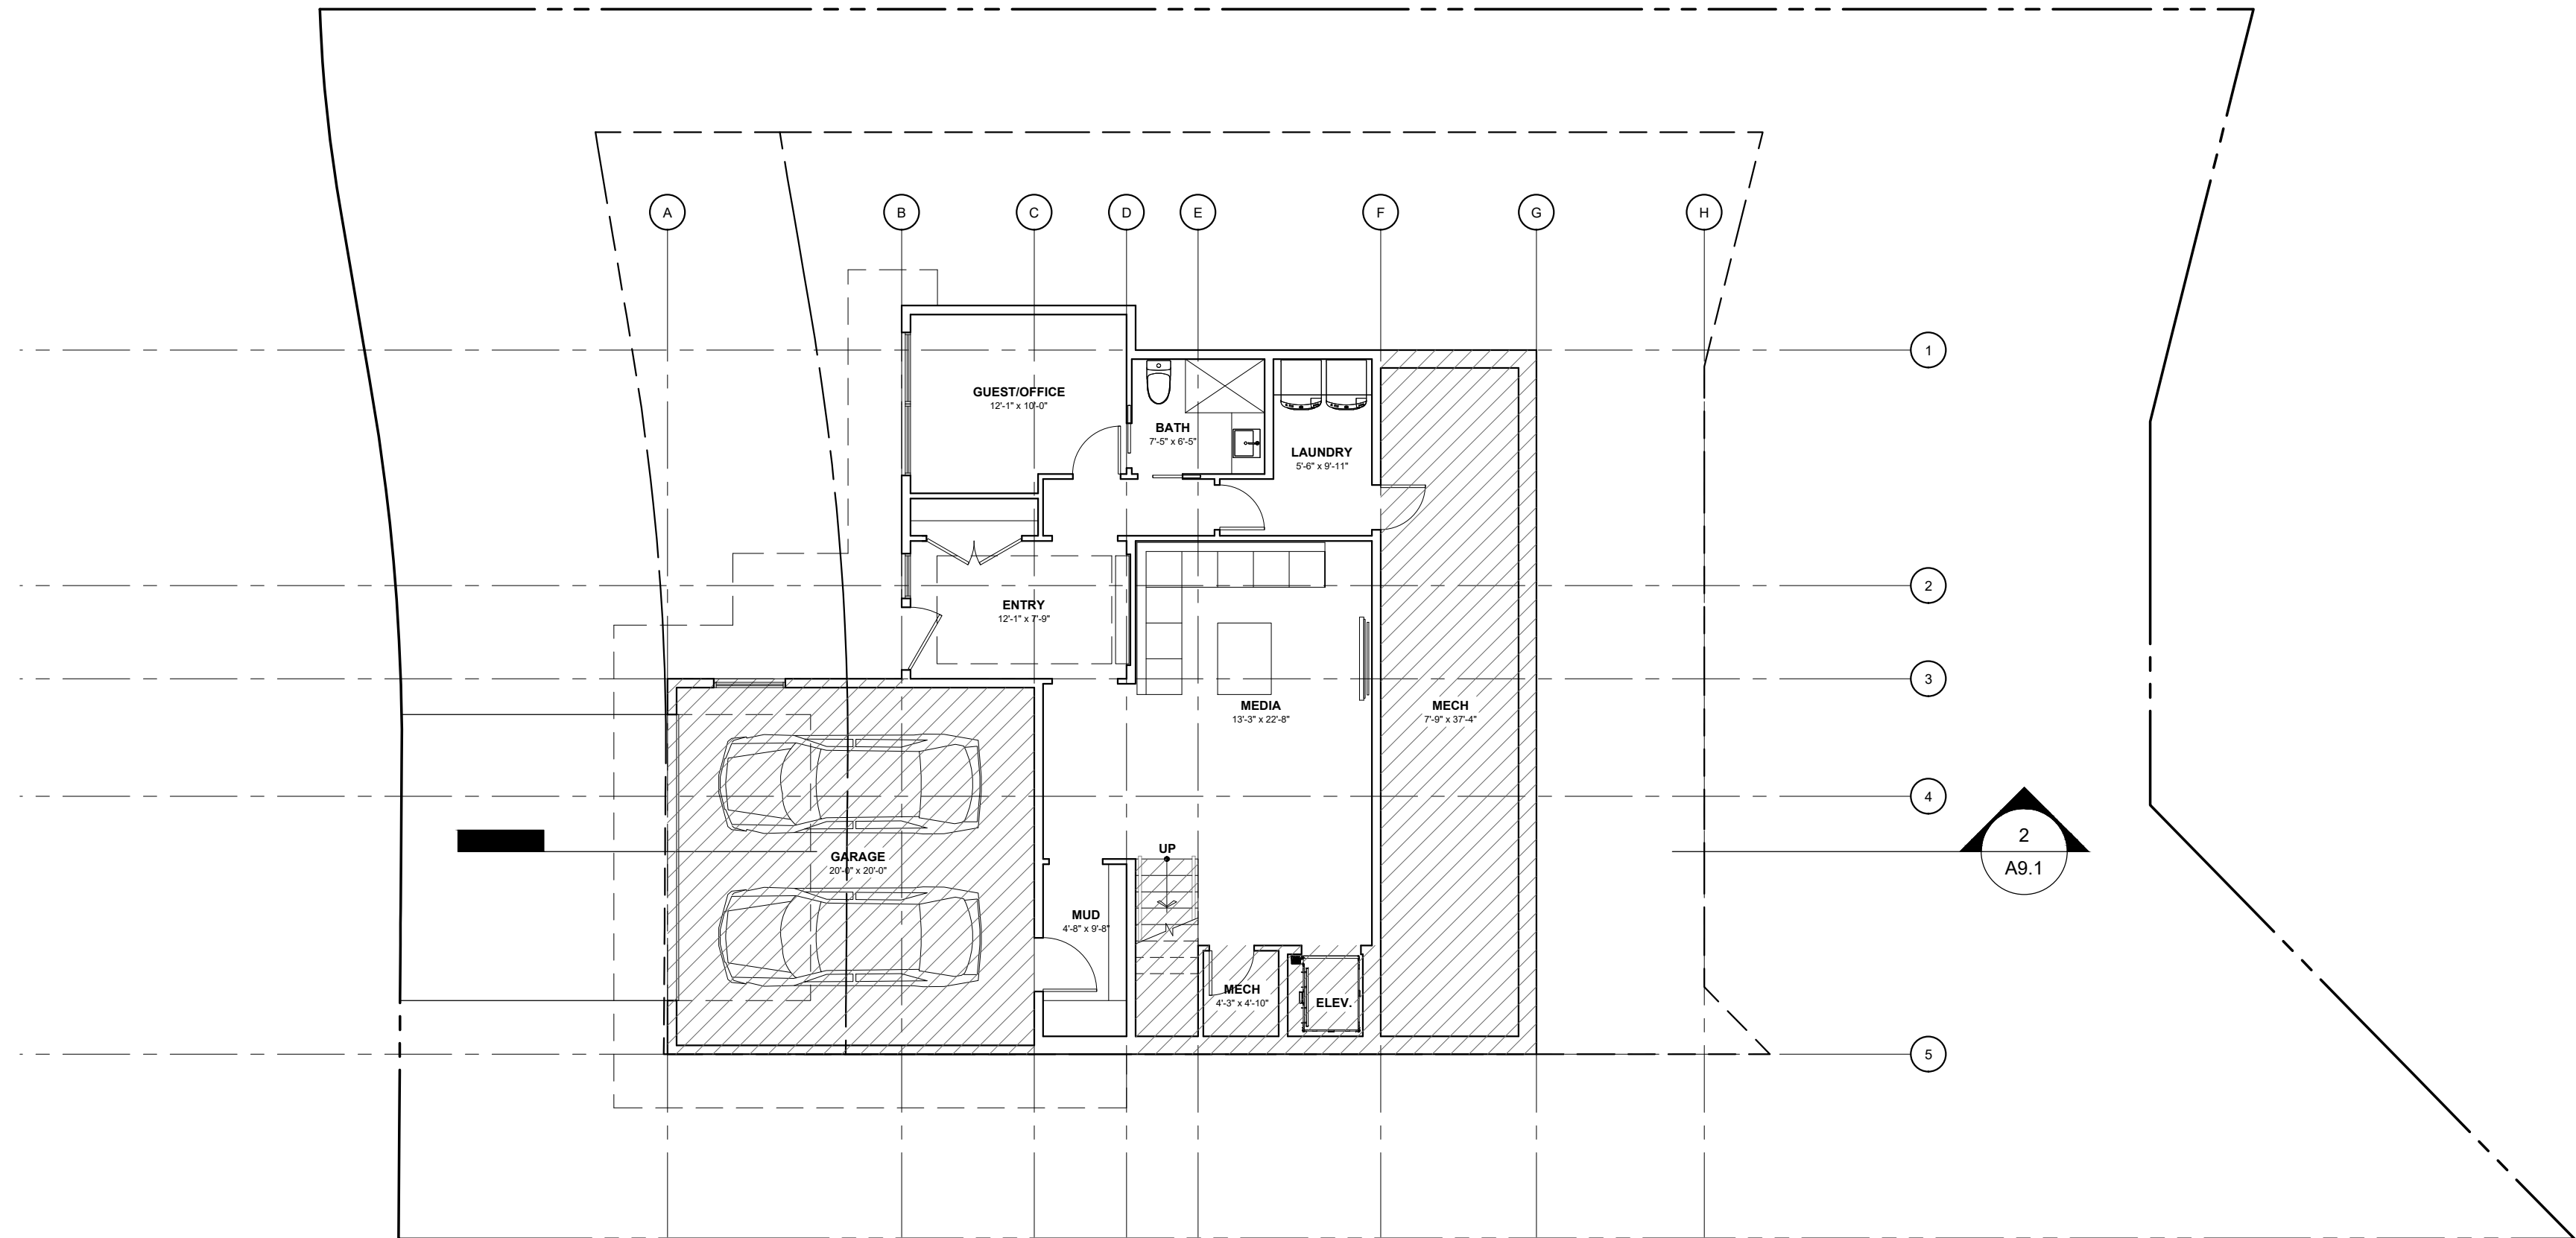 A B C D E F G H
1
GUEST/OFFICE
12'-1" x 10'-0"
BATH
7'-5" x 6'-5"
LAUNDRY
5'-6" x 9'-11"
2
ENTRY
12'-1" x 7'-9"
3
MEDIA
13'-3" x 22'-8"
MECH
7'-9" x 37'-4"
4
2
A9.1
UP
GARAGE
20'-0" x 20'-0"
MUD
4'-8" x 9'-8"
N
MECH
4'-3" x 4'-10"
ELEV.
5